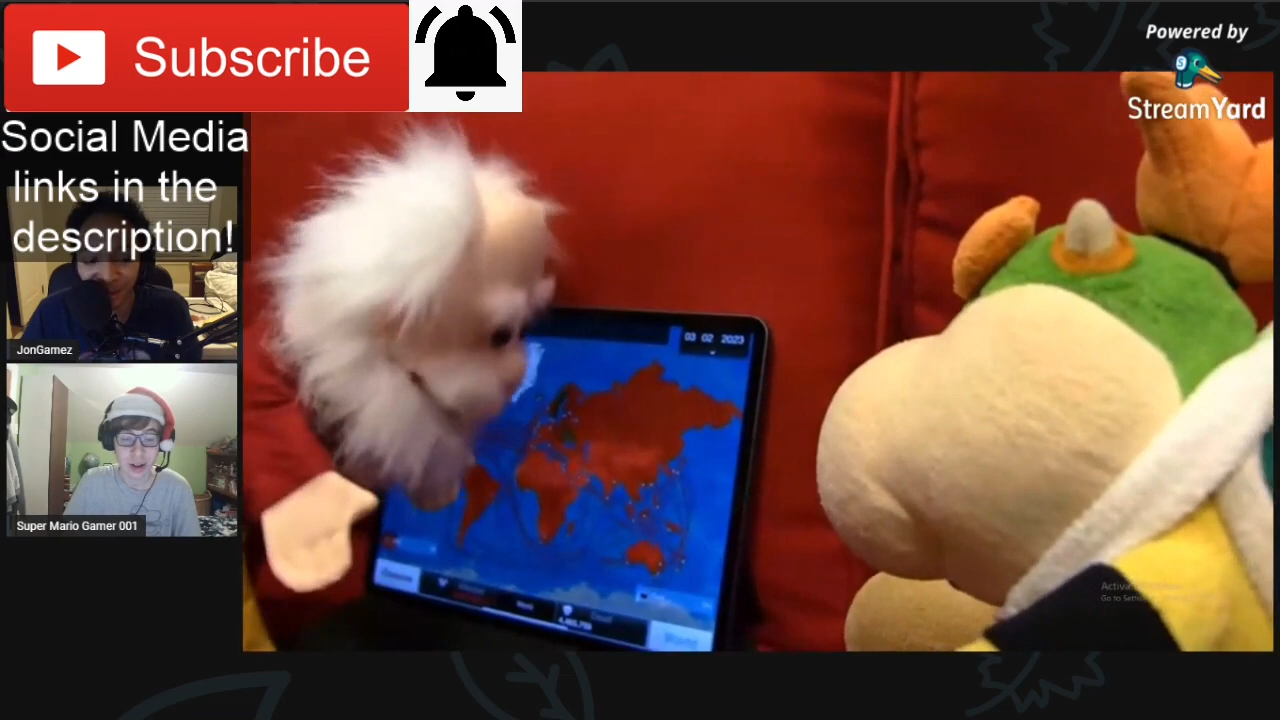 Subscribe
Powered by
S
StreamYard
Social Media
links in the
description!
JonGamez
Super Mario Gamer 001
03 02 2023